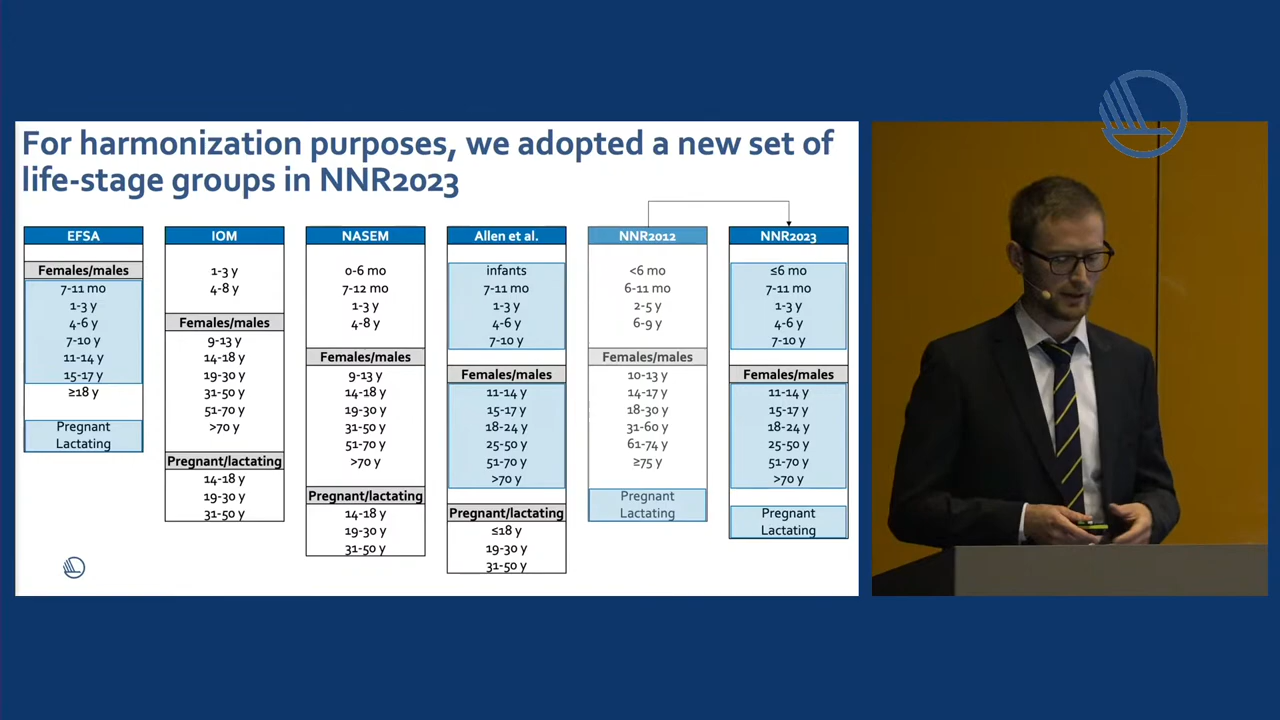 For harmonization purposes, we adopted a new set of
life-stage groups in NNR2023
EFSA
Females/males
7-11 mo
1-3 y
4-6 y
7-10 y
11-14 y
15-17 y
≥18 y
Pregnant
Lactating
IOM
1-3 y
4-8 y
Females/males
9-13 y
14-18 y
19-30 y
31-50 y
51-70 y
>70 y
Pregnant/lactating
14-18 y
19-30 y
31-50 y
NASEM
0-6 mo
7-12 mo
1-3 y
4-8 y
Females/males
9-13 y
14-18 y
19-30 y
31-50 y
51-70 y
>70 y
Pregnant/lactating
14-18 y
19-30 y
31-50 y
Allen et al.
infants
7-11 mo
1-3 y
4-6 y
7-10 y
Females/males
11-14 y
15-17 y
18-24 y
25-50 y
51-70 y
>70 y
Pregnant/lactating
≤18 y
19-30 y
31-50 y
NNR2012
<6 mo
6-11 mo
2-5 y
6-9 y
Females/males
10-13 y
14-17 y
18-30 y
31-60 y
61-74 y
≥75 y
Pregnant
Lactating
NNR2023
≤6 mo
7-11 mo
1-3 y
4-6 y
7-10 y
Females/males
11-14 y
15-17 y
18-24 y
25-50 y
51-70 y
>70 y
Pregnant
Lactating